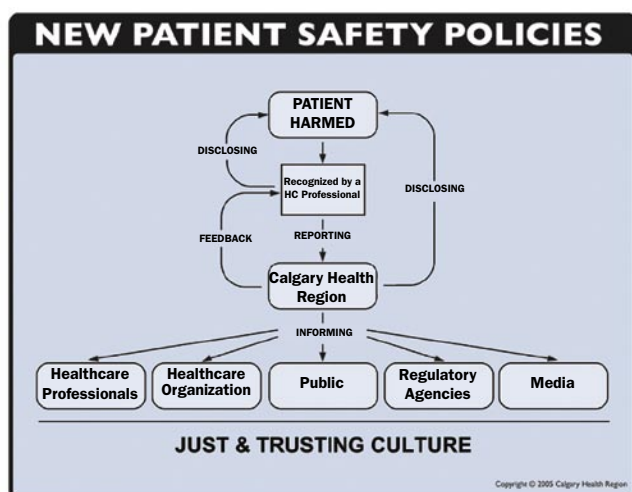 NEW PATIENT SAFETY POLICIES
PATIENT
HARMED
DISCLOSING
Recognized by a
HC Professional
DISCLOSING
FEEDBACK
REPORTING
Calgary Health
Region
INFORMING
Healthcare
Professionals
Healthcare
Organization
Public
Regulatory
Agencies
Media
JUST & TRUSTING CULTURE
Copyright © 2005 Calgary Health Region